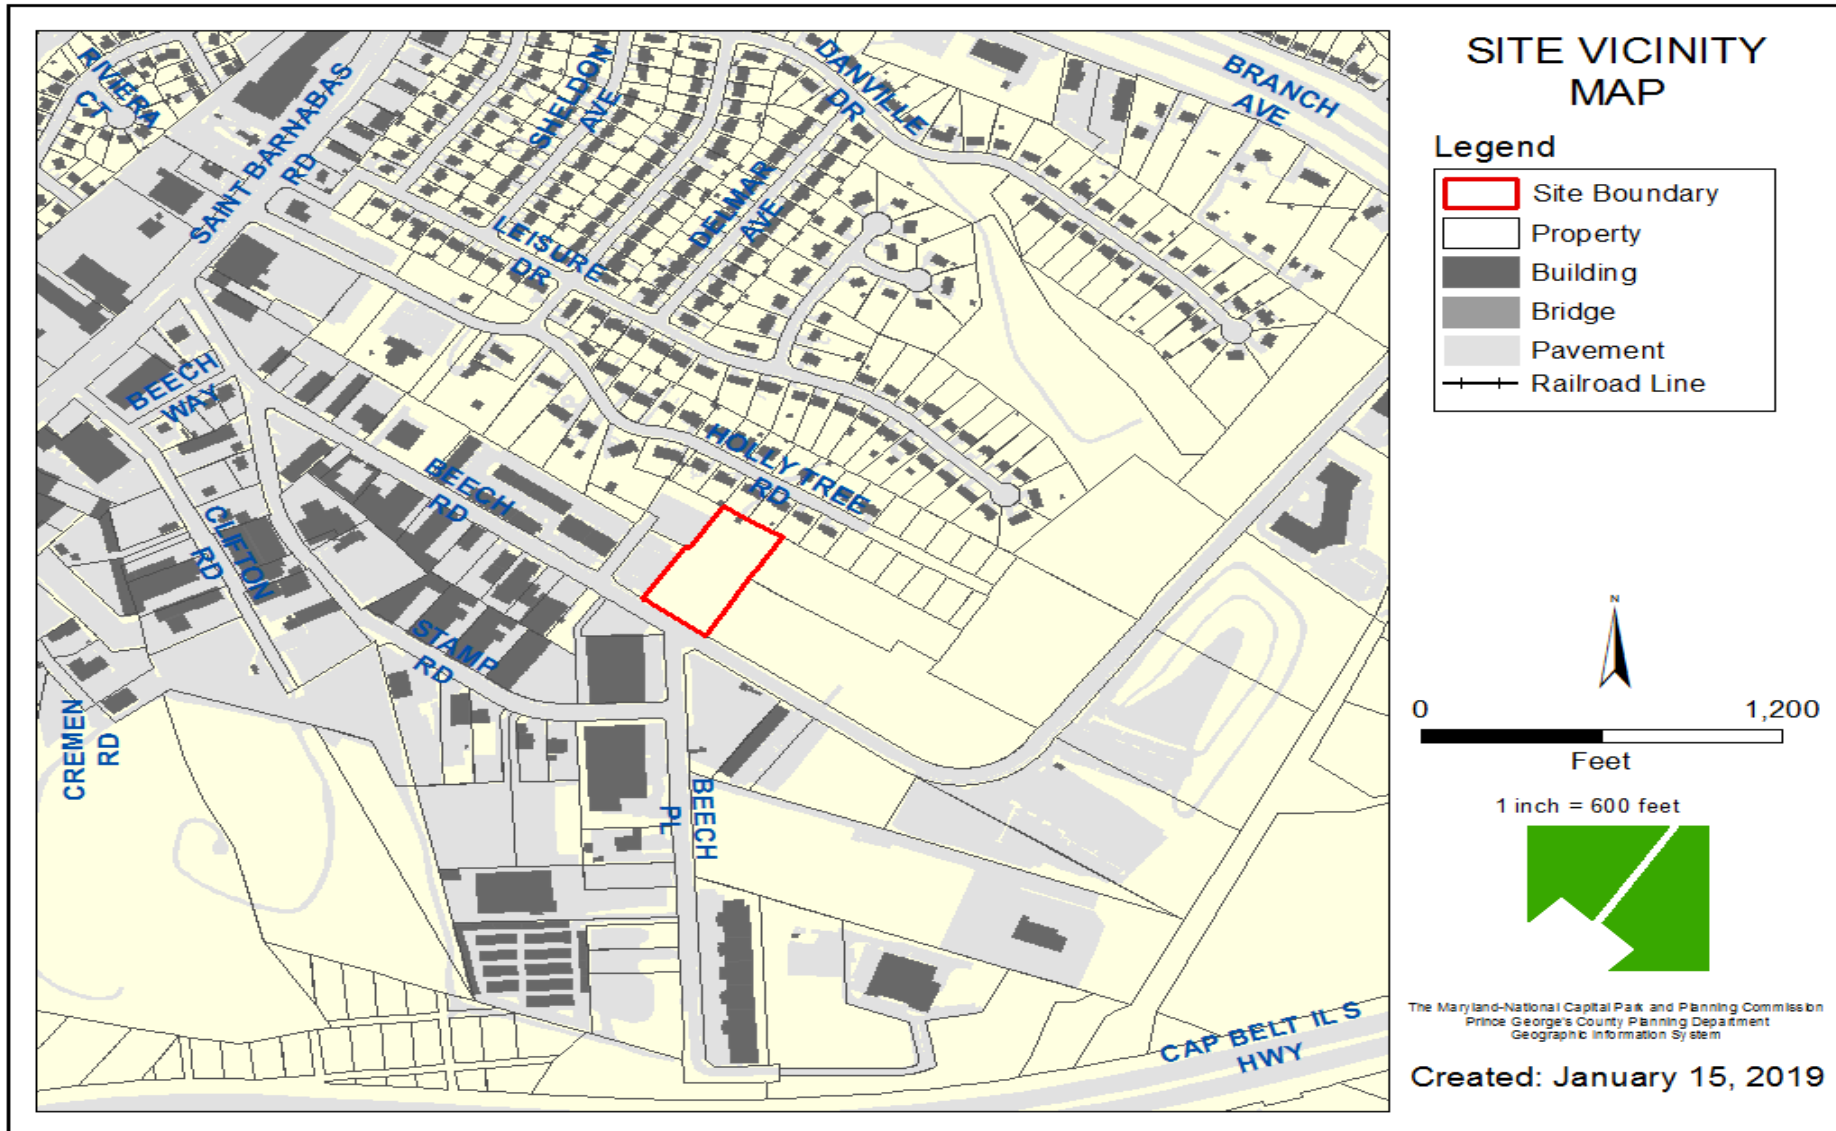 RIVIERA
CT
SAINT BARNABAS
RD
SHELDON
AVE
DANVILLE
DR
BRANCH
AVE
DELMAR
AVE
LEISURE
DR
BEECH
WAY
BEECH
RD
HOLLY TREE
RD
CLIFTON
RD
STAMP
RD
CREMEN
RD
BEECH
PL
CAP BELT IL S
HWY
SITE VICINITY
MAP
Legend
Site Boundary
Property
Building
Bridge
Pavement
Railroad Line
N
0 1,200
Feet
1 inch = 600 feet
The Maryland-National Capital Park and Planning Commission
Prince George's County Planning Department
Geographic Information System
Created: January 15, 2019